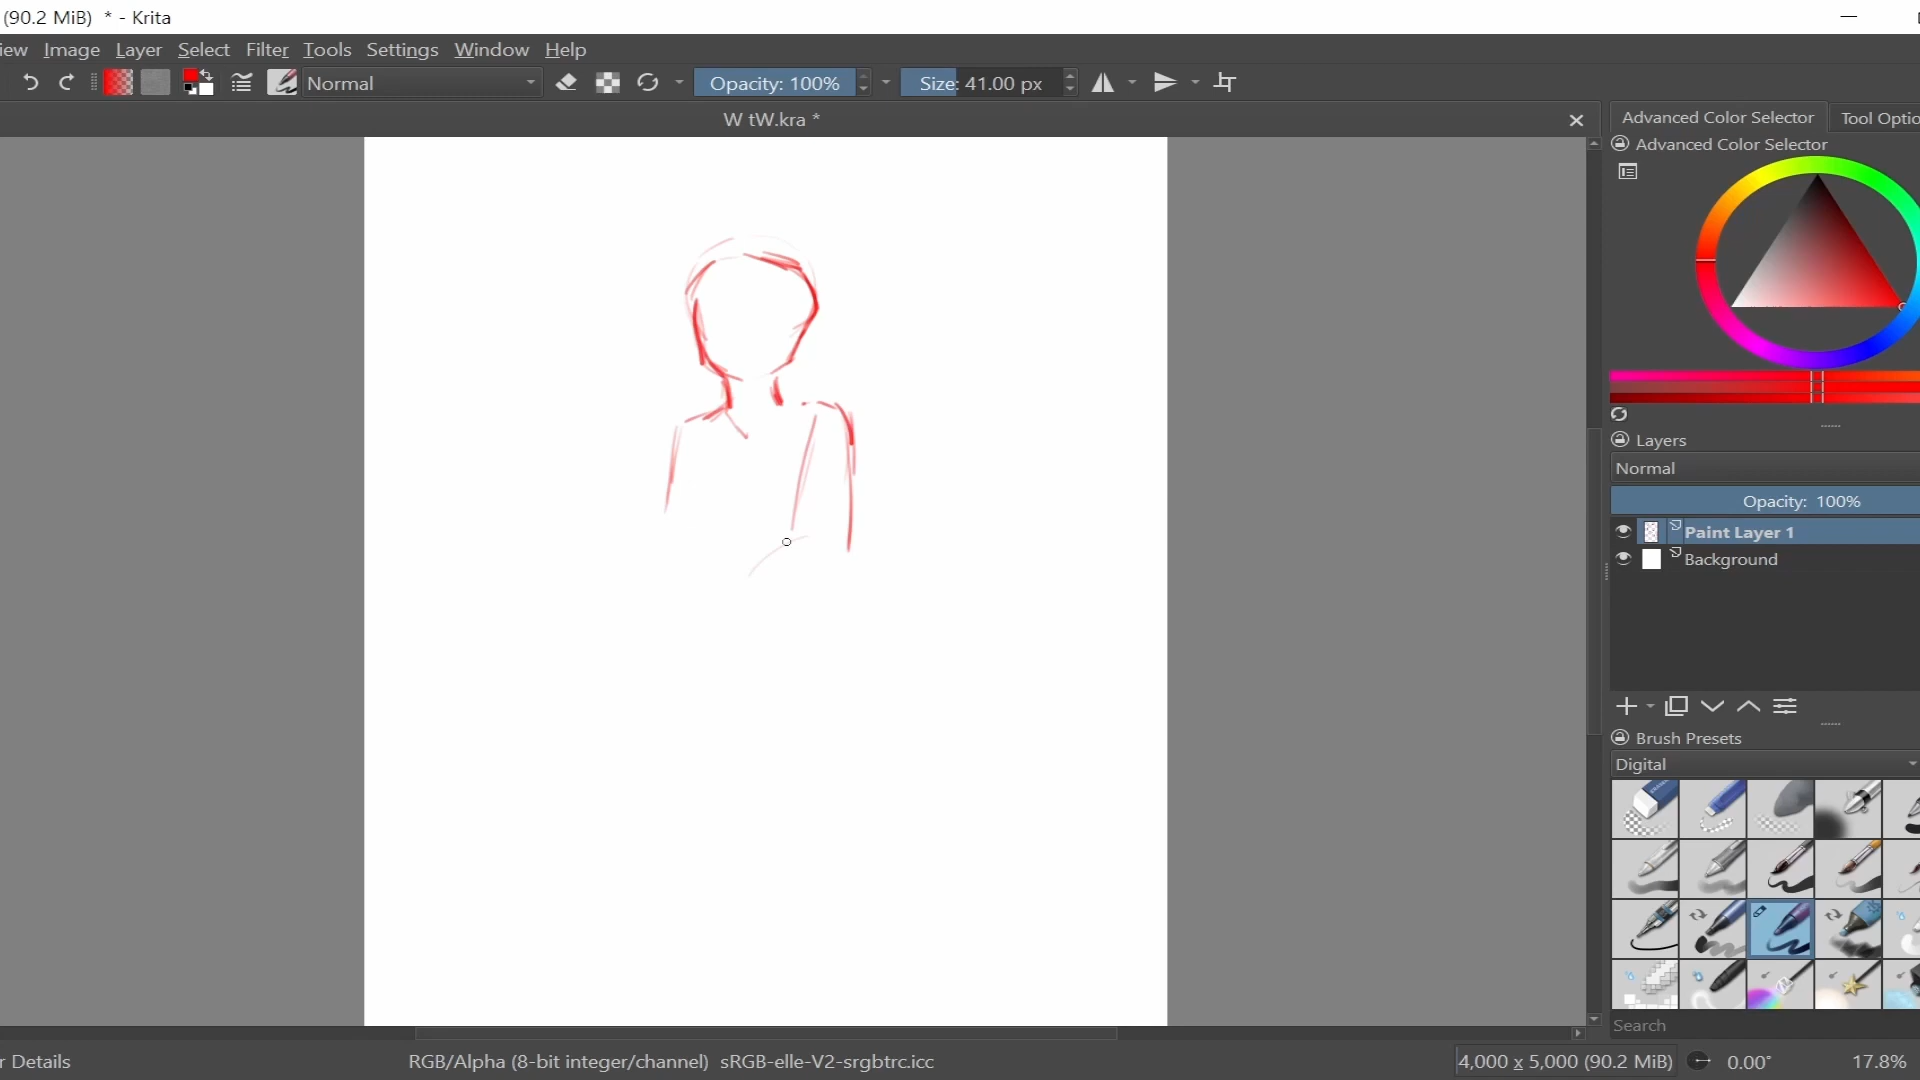 (90.2 MiB) * - Krita
iew Image Layer Select Filter Tools Settings Window Help
Normal Opacity: 100% Size: 41.00 px
W tW.kra *
Advanced Color Selector Tool Optio
Advanced Color Selector
Layers
Normal
Opacity: 100%
Paint Layer 1
Background
Brush Presets
Digital
Search
r Details RGB/Alpha (8-bit integer/channel) sRGB-elle-V2-srgbtrc.icc 4,000 x 5,000 (90.2 MiB) 0.00° 17.8%